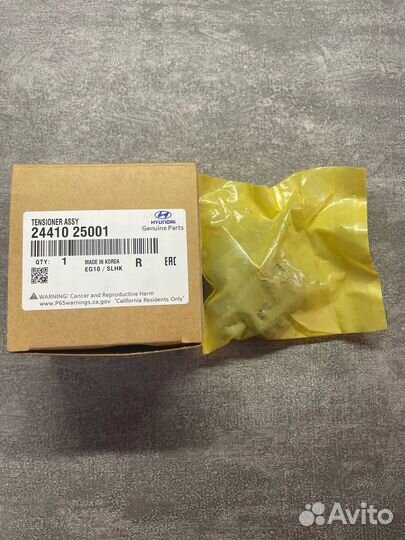 TENSIONER ASSY
24410 25001
HYUNDAI
Genuine Parts
QTY: 1
MADE IN KOREA
EG10 / SLHK
R
EAC
WARNING: Cancer and Reproductive Harm
www.P65warnings.ca.gov 'California Residents Only'
Avito